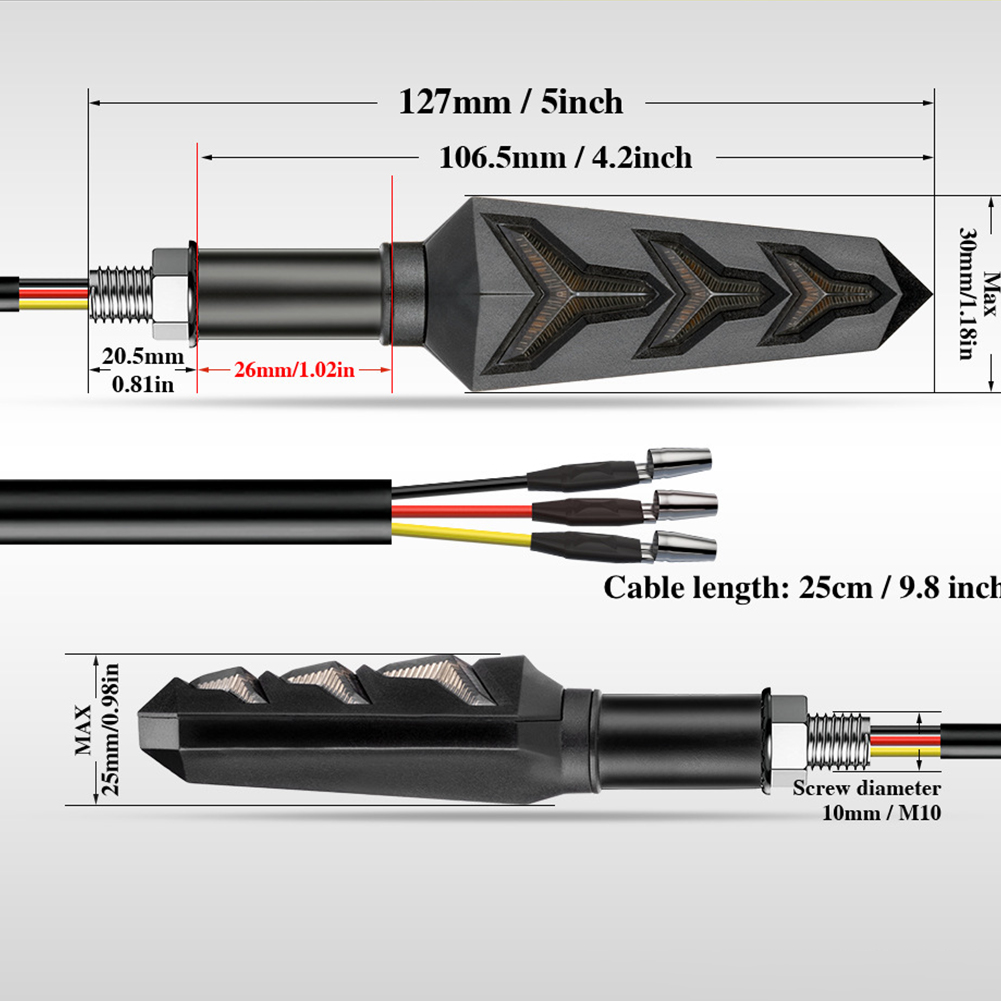 127mm / 5inch
106.5mm / 4.2inch
Max
30mm/1.18in
20.5mm
0.81in
26mm/1.02in
Cable length: 25cm / 9.8 inch
MAX
25mm/0.98in
Screw diameter
10mm / M10